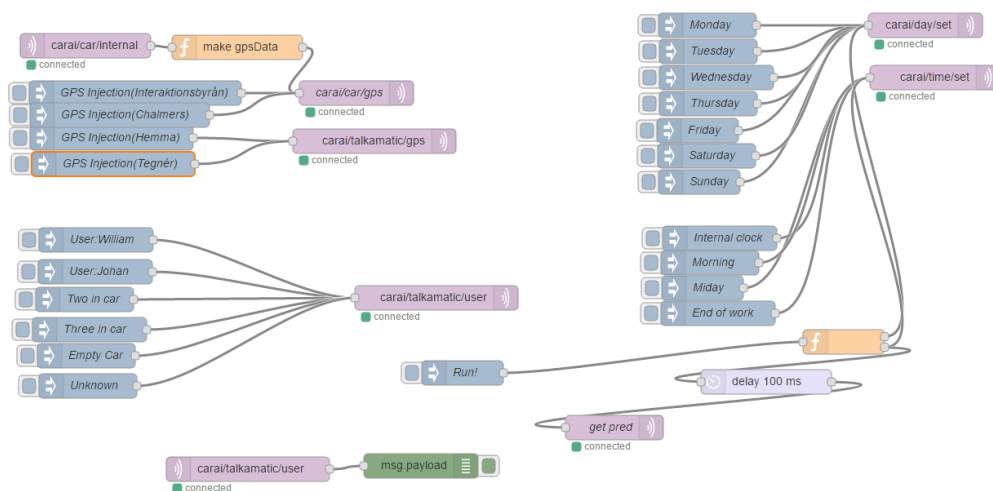 carai/car/internal
connected
make gpsData
GPS Injection(Interaktionsbyrån)
GPS Injection(Chalmers)
GPS Injection(Hemma)
GPS Injection(Tegnér)
carai/car/gps
connected
carai/talkamatic/gps
connected
Monday
Tuesday
Wednesday
Thursday
Friday
Saturday
Sunday
carai/day/set
connected
carai/time/set
connected
Internal clock
Morning
Miday
End of work
User:William
User:Johan
Two in car
Three in car
Empty Car
Unknown
carai/talkamatic/user
connected
Run!
delay 100 ms
get pred
connected
carai/talkamatic/user
connected
msg.payload